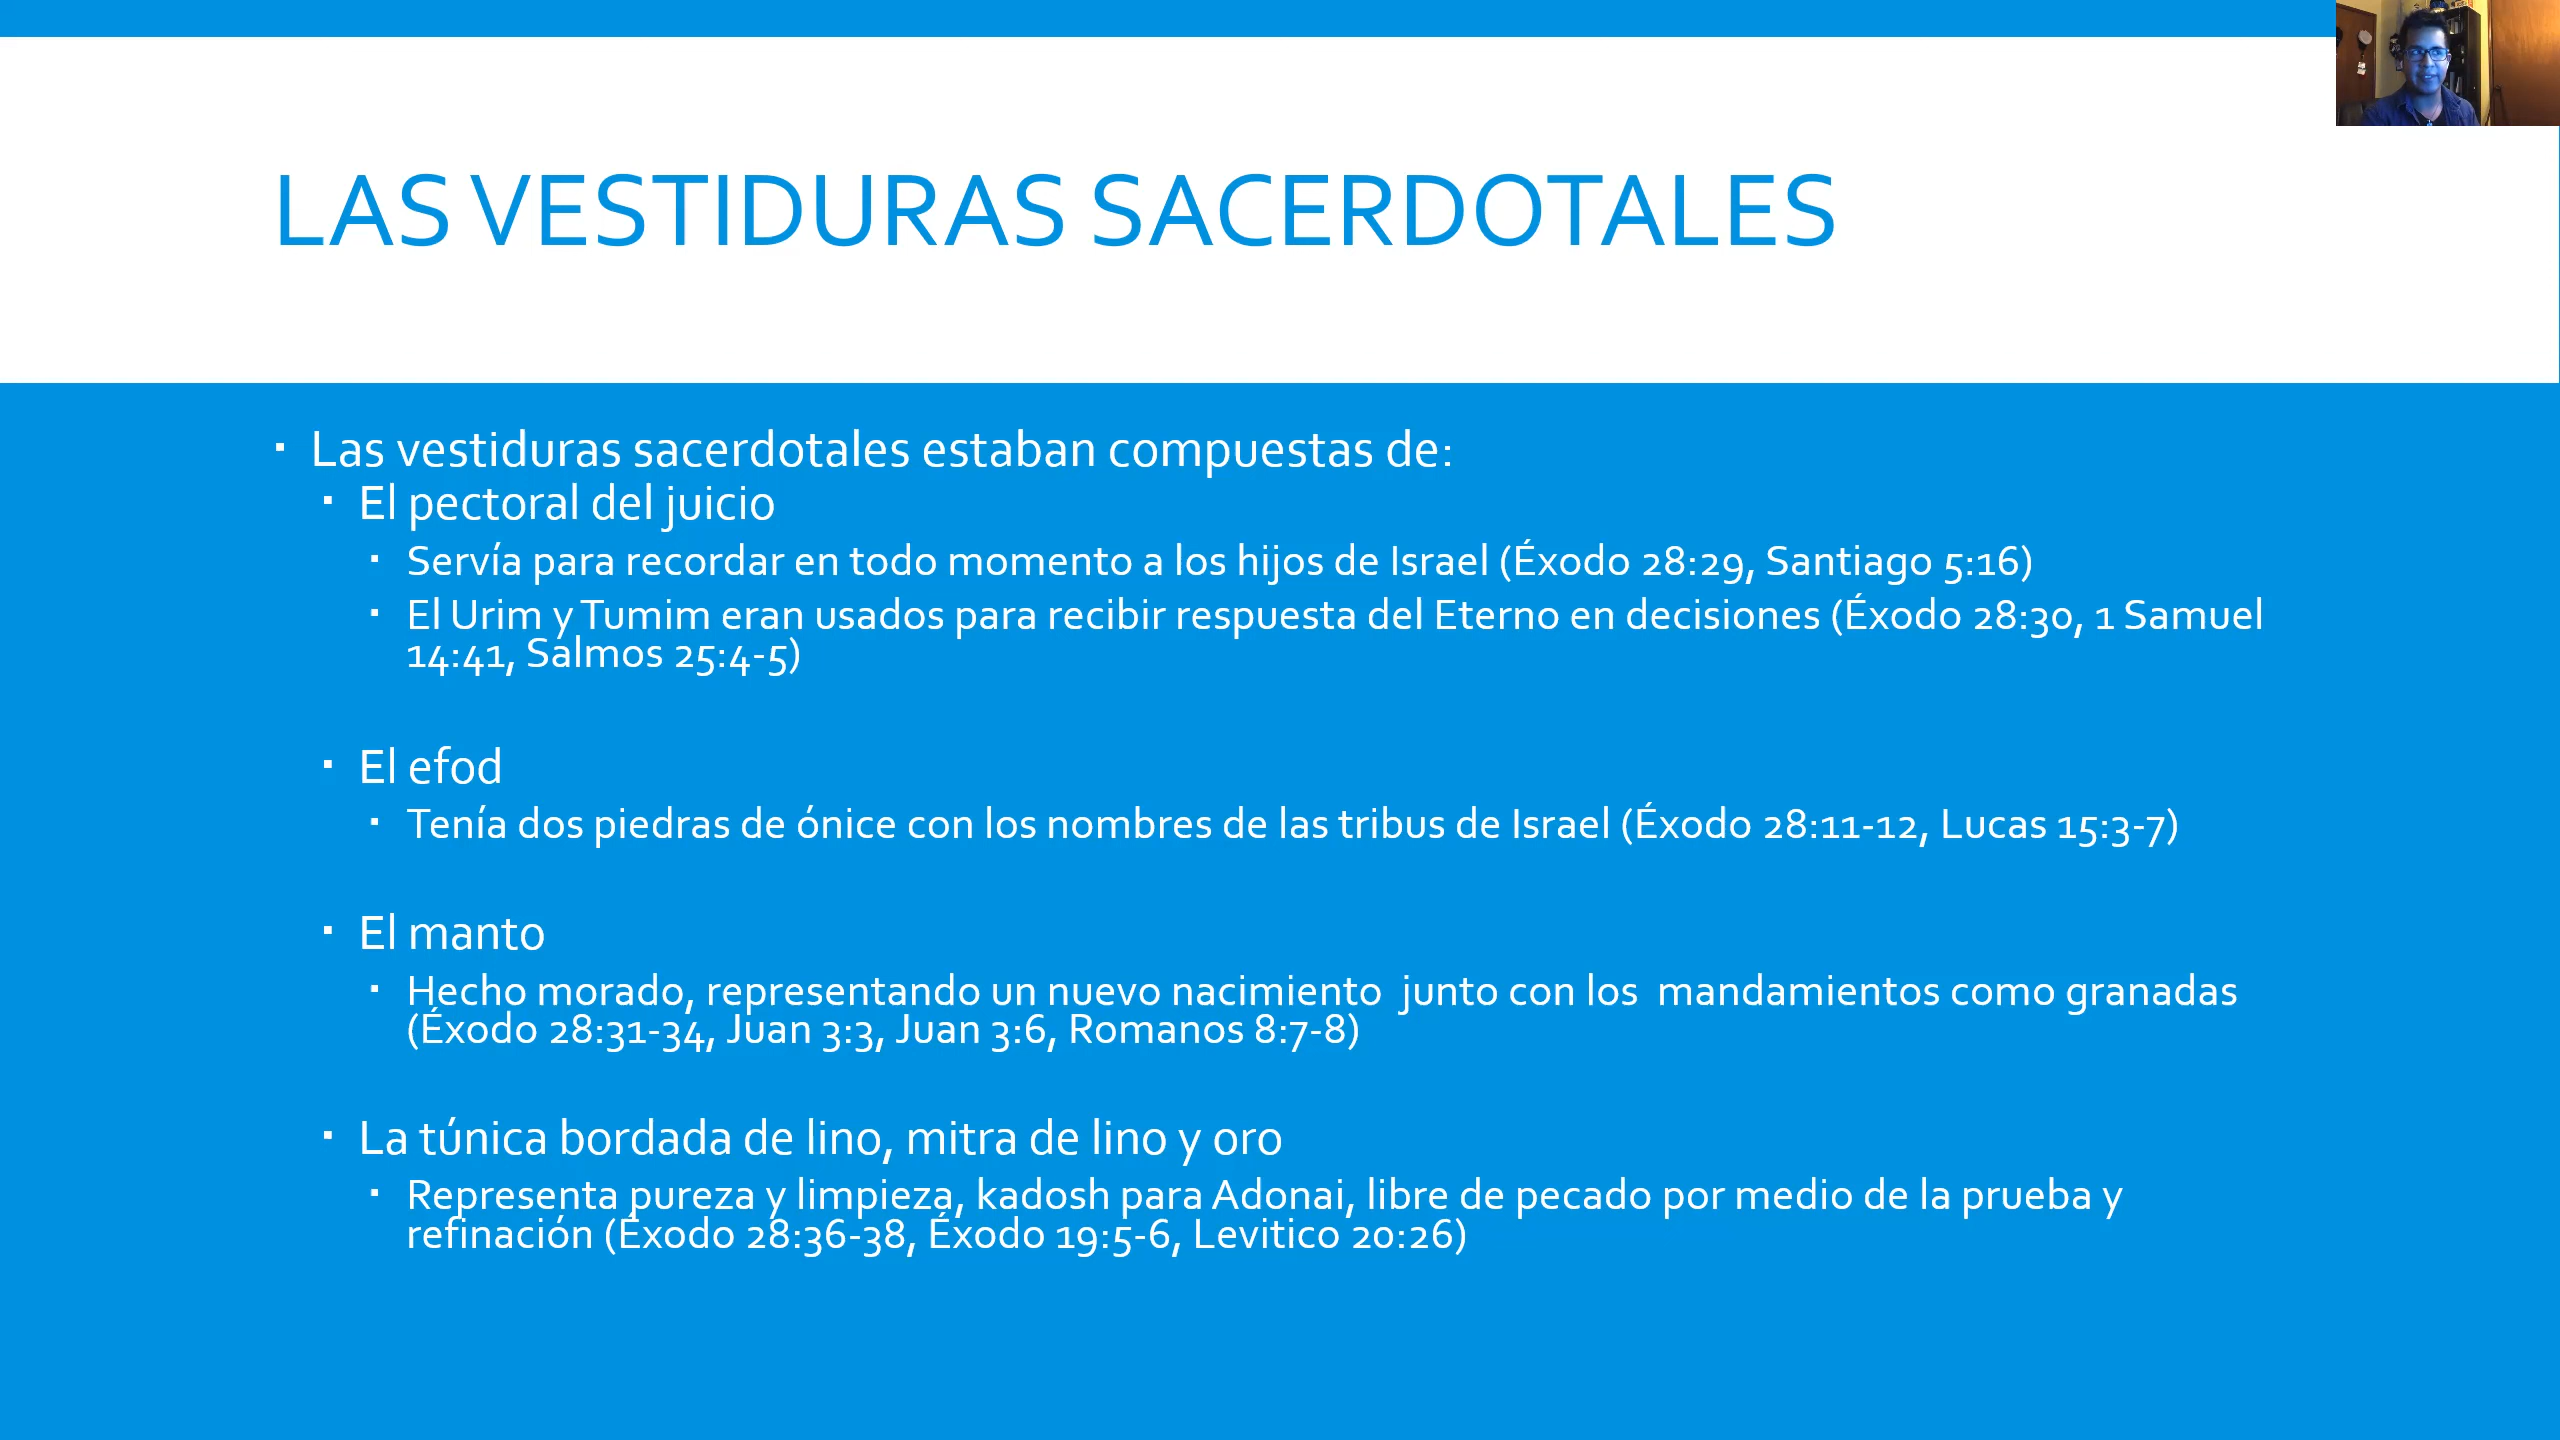 LAS VESTIDURAS SACERDOTALES
▪ Las vestiduras sacerdotales estaban compuestas de:
▪ El pectoral del juicio
▪ Servía para recordar en todo momento a los hijos de Israel (Éxodo 28:29, Santiago 5:16)
▪ El Urim y Tumim eran usados para recibir respuesta del Eterno en decisiones (Éxodo 28:30, 1 Samuel
14:41, Salmos 25:4-5)
▪ El efod
▪ Tenía dos piedras de ónice con los nombres de las tribus de Israel (Éxodo 28:11-12, Lucas 15:3-7)
▪ El manto
▪ Hecho morado, representando un nuevo nacimiento junto con los mandamientos como granadas
(Éxodo 28:31-34, Juan 3:3, Juan 3:6, Romanos 8:7-8)
▪ La túnica bordada de lino, mitra de lino y oro
▪ Representa pureza y limpieza, kadosh para Adonai, libre de pecado por medio de la prueba y
refinación (Éxodo 28:36-38, Éxodo 19:5-6, Levitico 20:26)